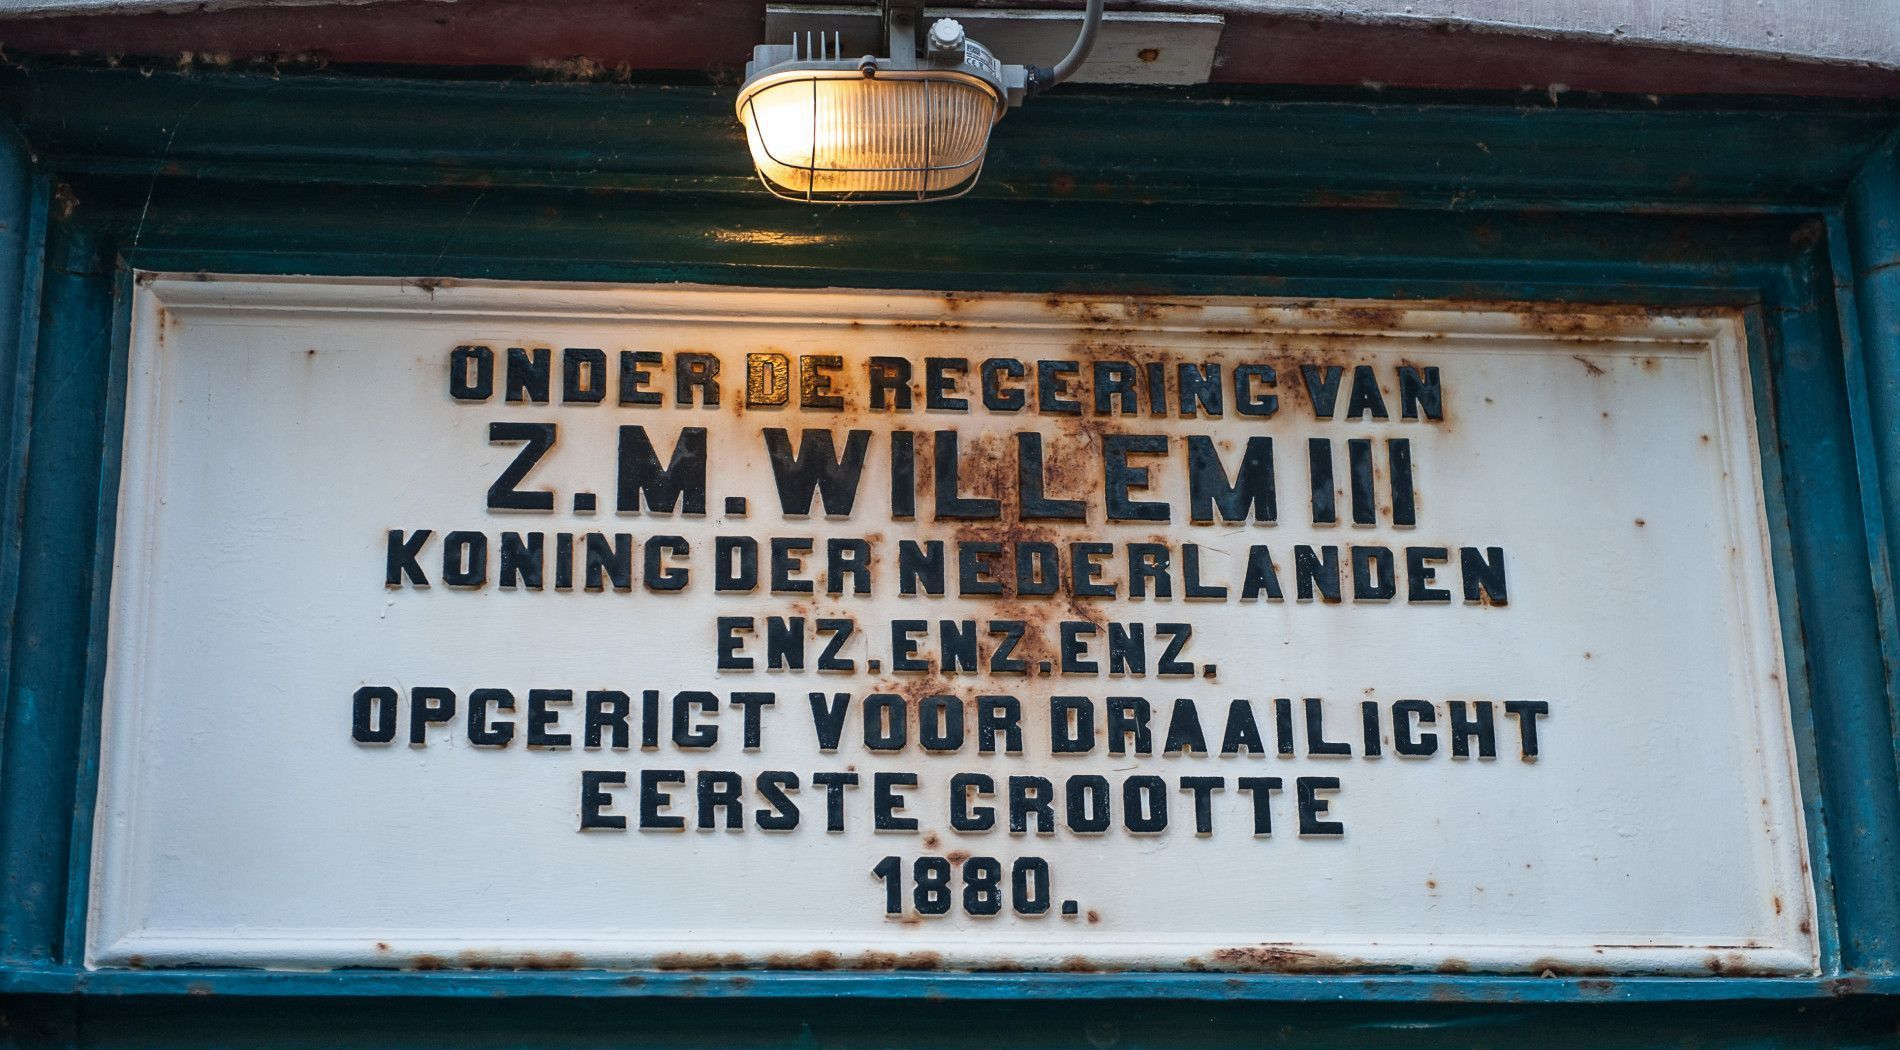 ONDER DE REGERING VAN
Z.M. WILLEM III
KONING DER NEDERLANDEN
ENZ. ENZ. ENZ.
OPGERIGT VOOR DRAAILICHT
EERSTE GROOTTE
1880.